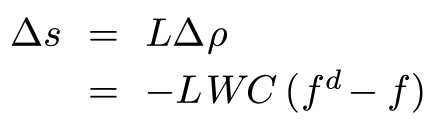 Δs = LΔρ
= −LWC (f^d − f)